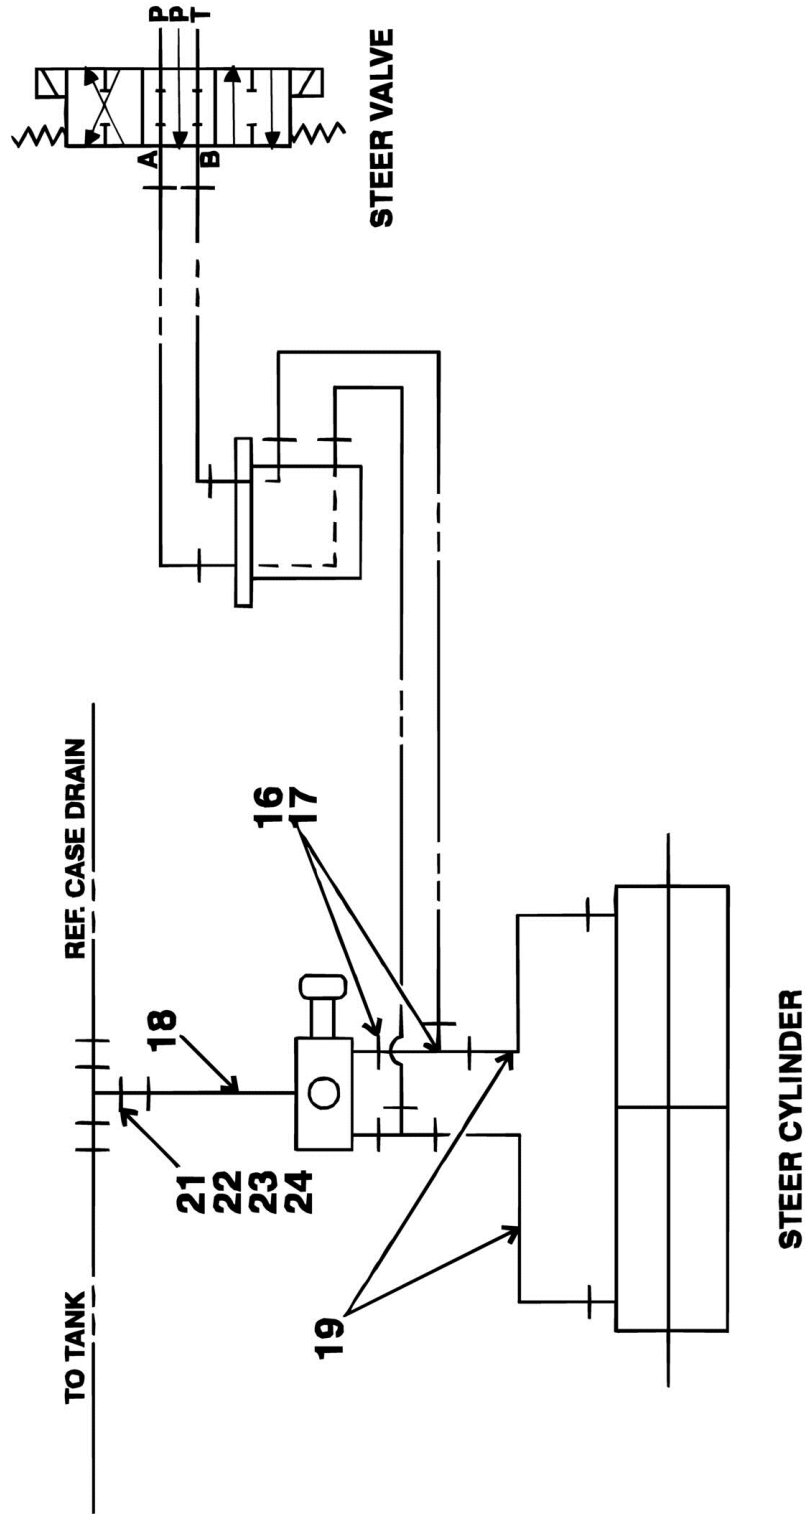 TO TANK
REF. CASE DRAIN
21
22
23
24
18
16
17
19
A
B
P
P
T
STEER VALVE
STEER CYLINDER